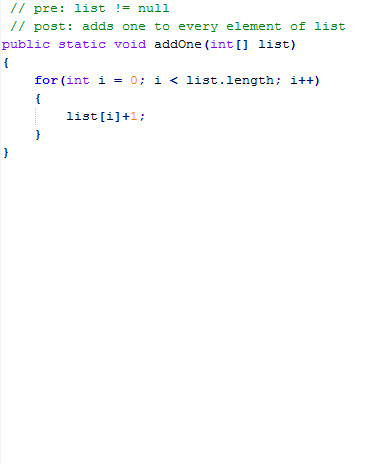 // pre: list != null
// post: adds one to every element of list
public static void addOne(int[] list)
{
for(int i = 0; i < list.length; i++)
{
list[i]+1;
}
}